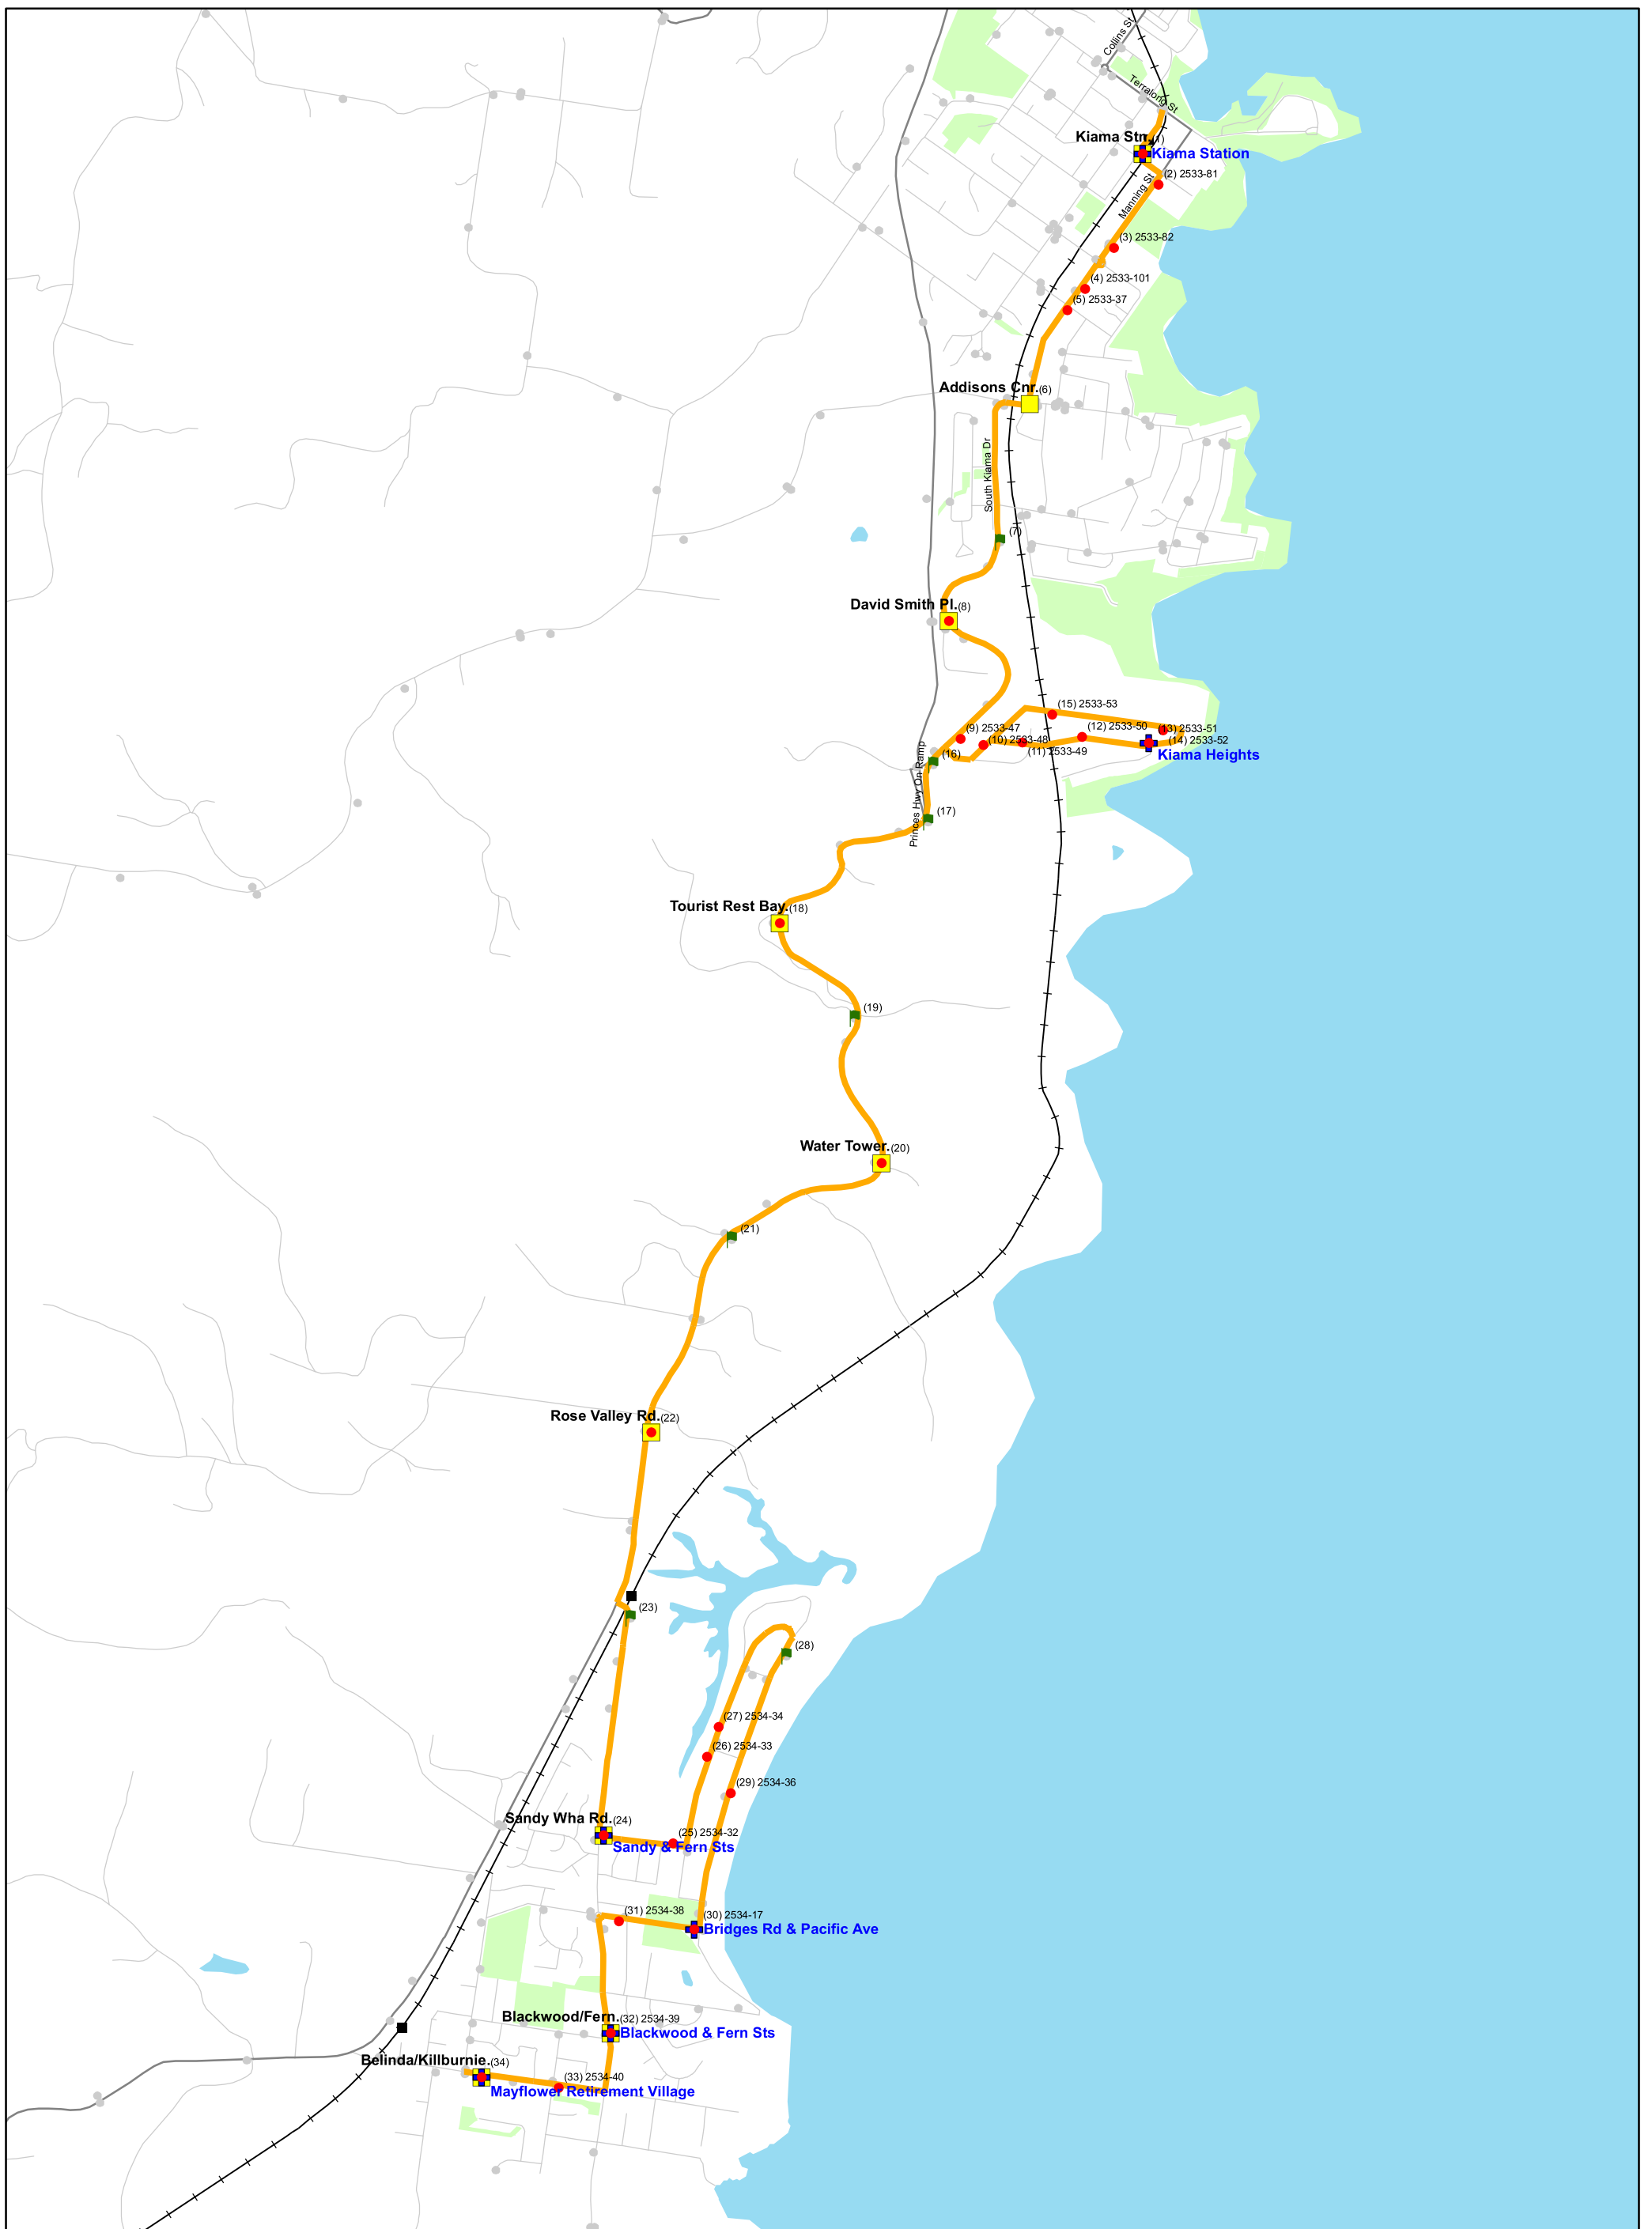 Collins St
Terralong St
Kiama Stn.(1)
Kiama Station
(2) 2533-81
Manning St
(3) 2533-82
(4) 2533-101
(5) 2533-37
Addisons Cnr.(6)
South Kiama Dr
(7)
David Smith Pl.(8)
(15) 2533-53
(9) 2533-47
(12) 2533-50
(13) 2533-51
(10) 2533-48
(14) 2533-52
(11) 2533-49
(16)
Kiama Heights
Princes Hwy On Ramp
(17)
Tourist Rest Bay.(18)
(19)
Water Tower.(20)
(21)
Rose Valley Rd.(22)
(23)
(28)
(27) 2534-34
(26) 2534-33
(29) 2534-36
Sandy Wha Rd.(24)
(25) 2534-32
Sandy & Fern Sts
(31) 2534-38
(30) 2534-17
Bridges Rd & Pacific Ave
Blackwood/Fern.(32) 2534-39
Blackwood & Fern Sts
Belinda/Killburnie.(34)
(33) 2534-40
Mayflower Retirement Village